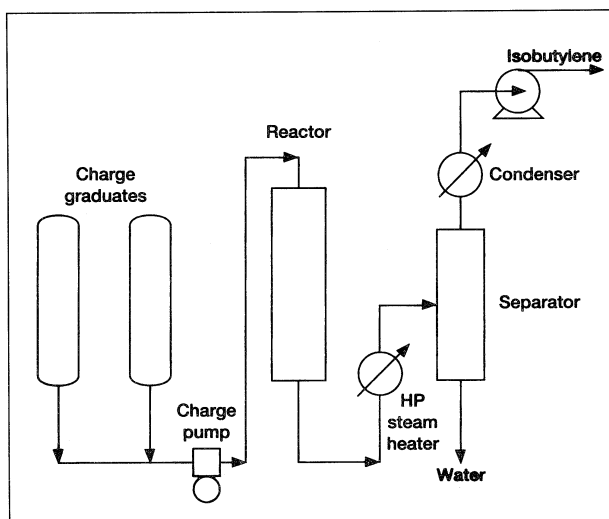 Isobutylene
Reactor
Condenser
Charge
graduates
Separator
Charge
pump
HP
steam
heater
Water